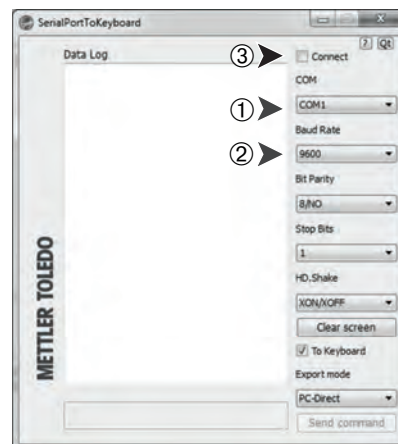 SerialPortToKeyboard
? Qt
Data Log
③
Connect
COM
①
COM1
Baud Rate
②
9600
Bit Parity
8/NO
Stop Bits
1
HD.Shake
XON/XOFF
Clear screen
To Keyboard
Export mode
PC-Direct
Send command
METTLER TOLEDO